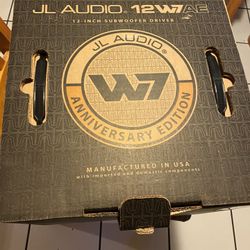 JL AUDIO. 12W7AE
12-INCH SUBWOOFER DRIVER
JL AUDIO®
W7
ANNIVERSARY EDITION
MANUFACTURED IN USA
with imported and domestic components